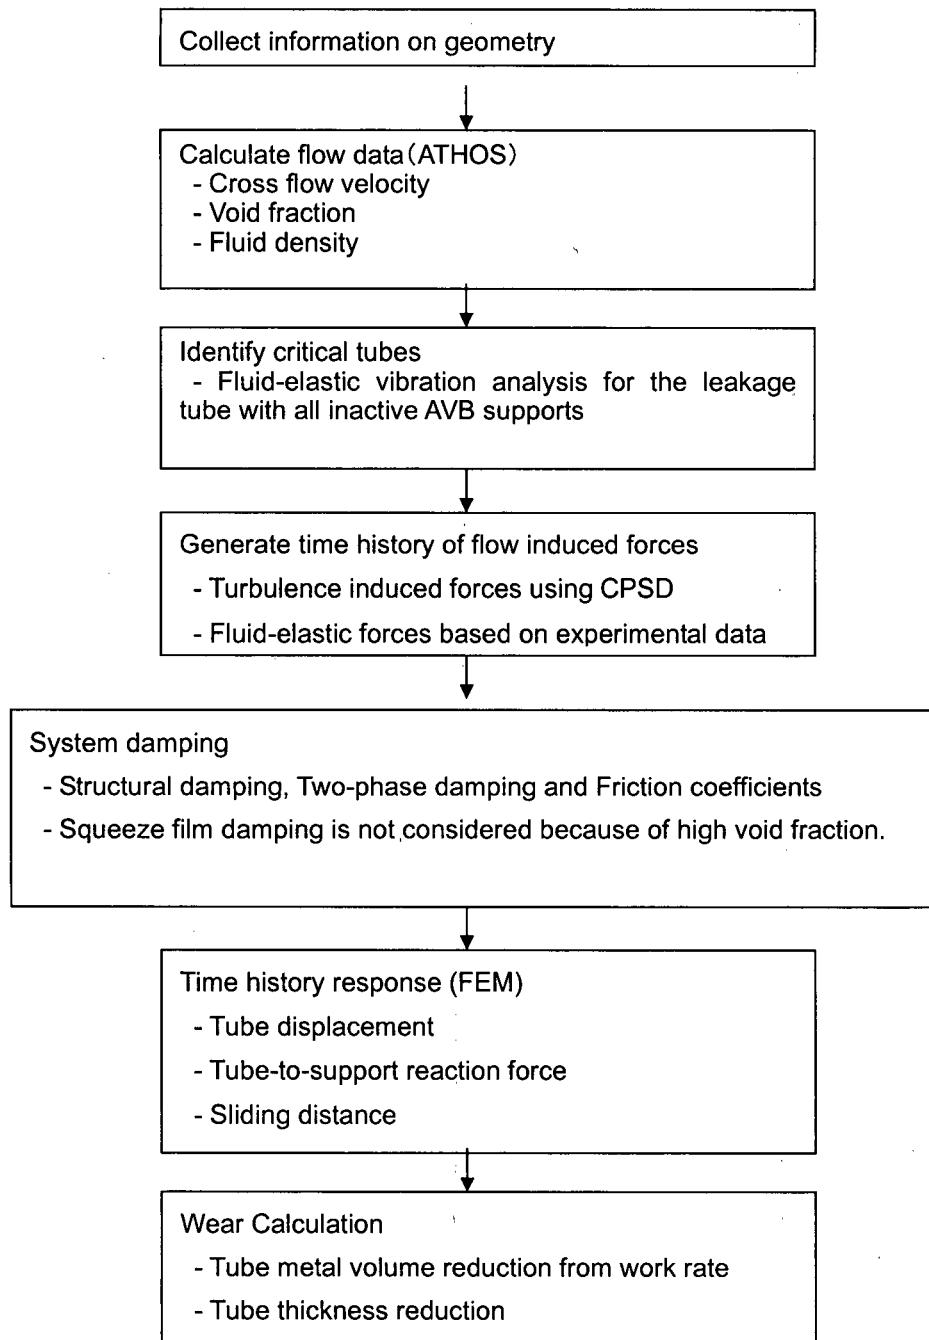 Collect information on geometry
Calculate flow data(ATHOS)
- Cross flow velocity
- Void fraction
- Fluid density
Identify critical tubes
- Fluid-elastic vibration analysis for the leakage
tube with all inactive AVB supports
Generate time history of flow induced forces
- Turbulence induced forces using CPSD
- Fluid-elastic forces based on experimental data
System damping
- Structural damping, Two-phase damping and Friction coefficients
- Squeeze film damping is not considered because of high void fraction.
Time history response (FEM)
- Tube displacement
- Tube-to-support reaction force
- Sliding distance
Wear Calculation
- Tube metal volume reduction from work rate
- Tube thickness reduction